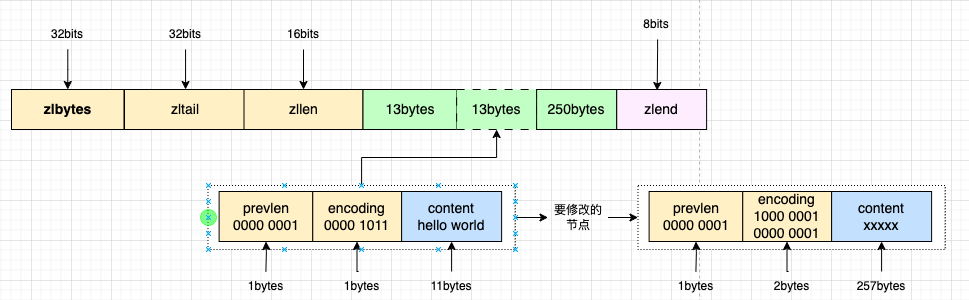 32bits
32bits
16bits
8bits
zlbytes
zltail
zllen
13bytes
13bytes
250bytes
zlend
prevlen
0000 0001
encoding
0000 1011
content
hello world
要修改的
节点
prevlen
0000 0001
encoding
1000 0001
0000 0001
content
xxxxx
1bytes
1bytes
11bytes
1bytes
2bytes
257bytes